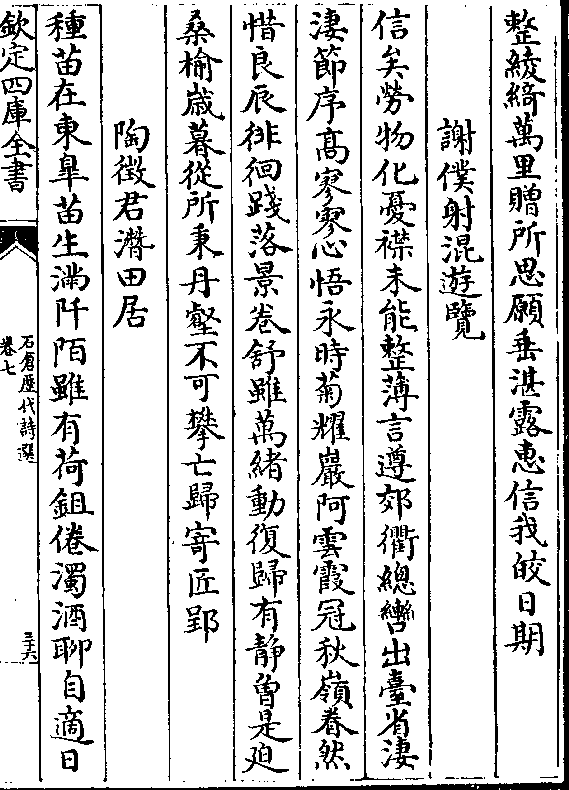 整綾綺萬里贈所思願垂湛露惠信我皎日期
謝僕射混遊覽
信矣勞物化憂襟未能整薄言遵郊衢總轡出臺省淒
淒節序高寥寥心悟永時菊耀巖阿雲霞冠秋嶺眷然
惜良辰徘徊踐落景卷舒雖萬緒動復歸有静曾是廹
桑榆歲暮從所秉丹壑不可攀亡歸寄匠郢
陶徴君潛田居
種苗在東臯苗生滿阡陌雖有荷鉏倦濁酒聊自適日
欽定四庫全書
石倉歴代詩選
卷七
三十六